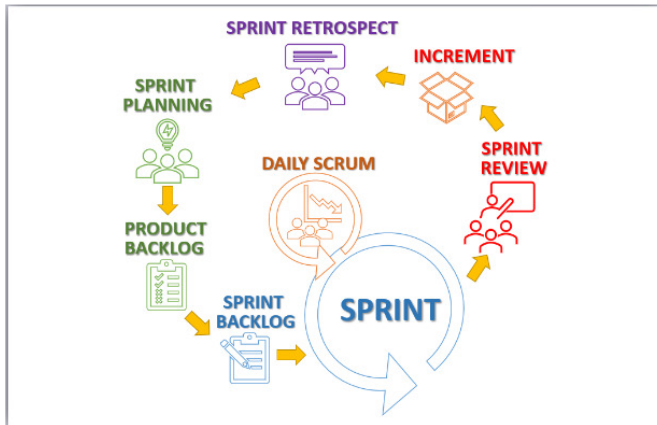 SPRINT RETROSPECT
INCREMENT
SPRINT
PLANNING
SPRINT
REVIEW
DAILY SCRUM
PRODUCT
BACKLOG
SPRINT
BACKLOG
SPRINT